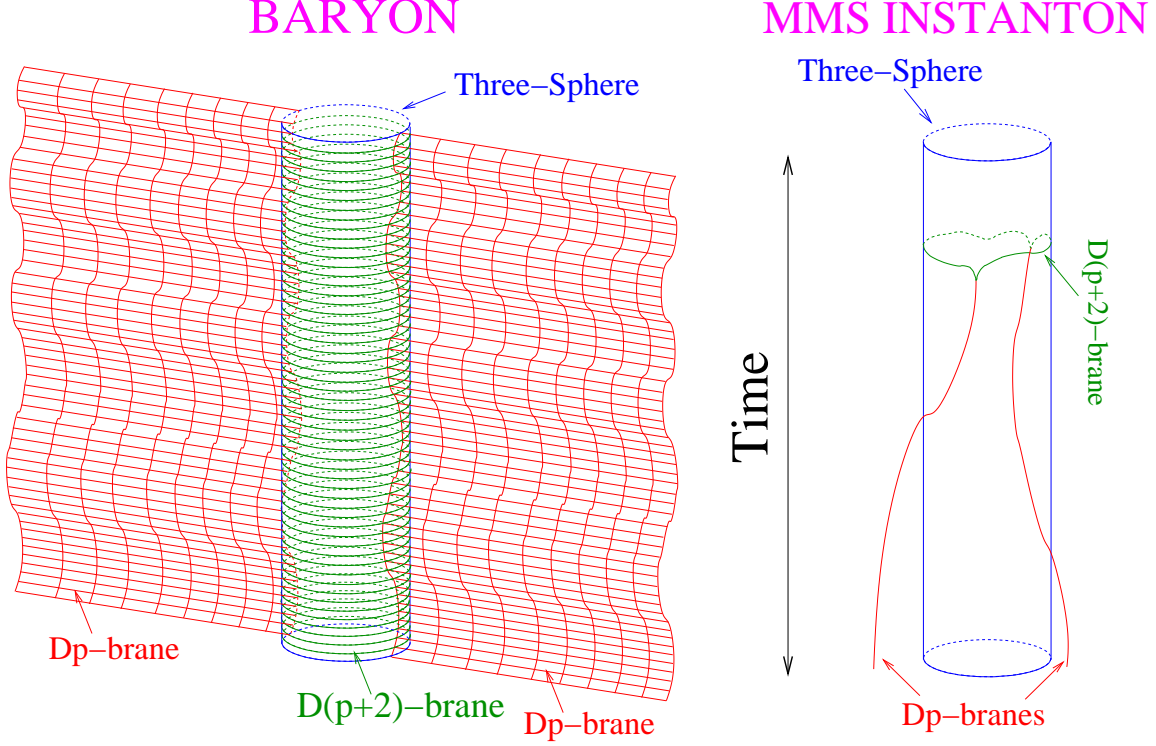 BARYON
MMS INSTANTON
Three−Sphere
Three−Sphere
D(p+2)−brane
Time
Dp−brane
D(p+2)−brane
Dp−brane
Dp−branes